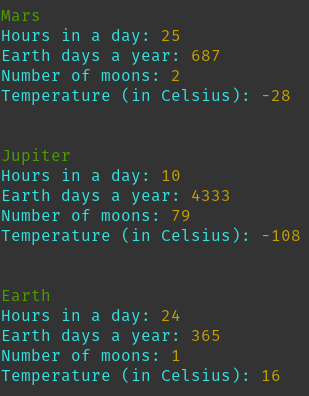 Mars
Hours in a day: 25
Earth days a year: 687
Number of moons: 2
Temperature (in Celsius): -28
Jupiter
Hours in a day: 10
Earth days a year: 4333
Number of moons: 79
Temperature (in Celsius): -108
Earth
Hours in a day: 24
Earth days a year: 365
Number of moons: 1
Temperature (in Celsius): 16